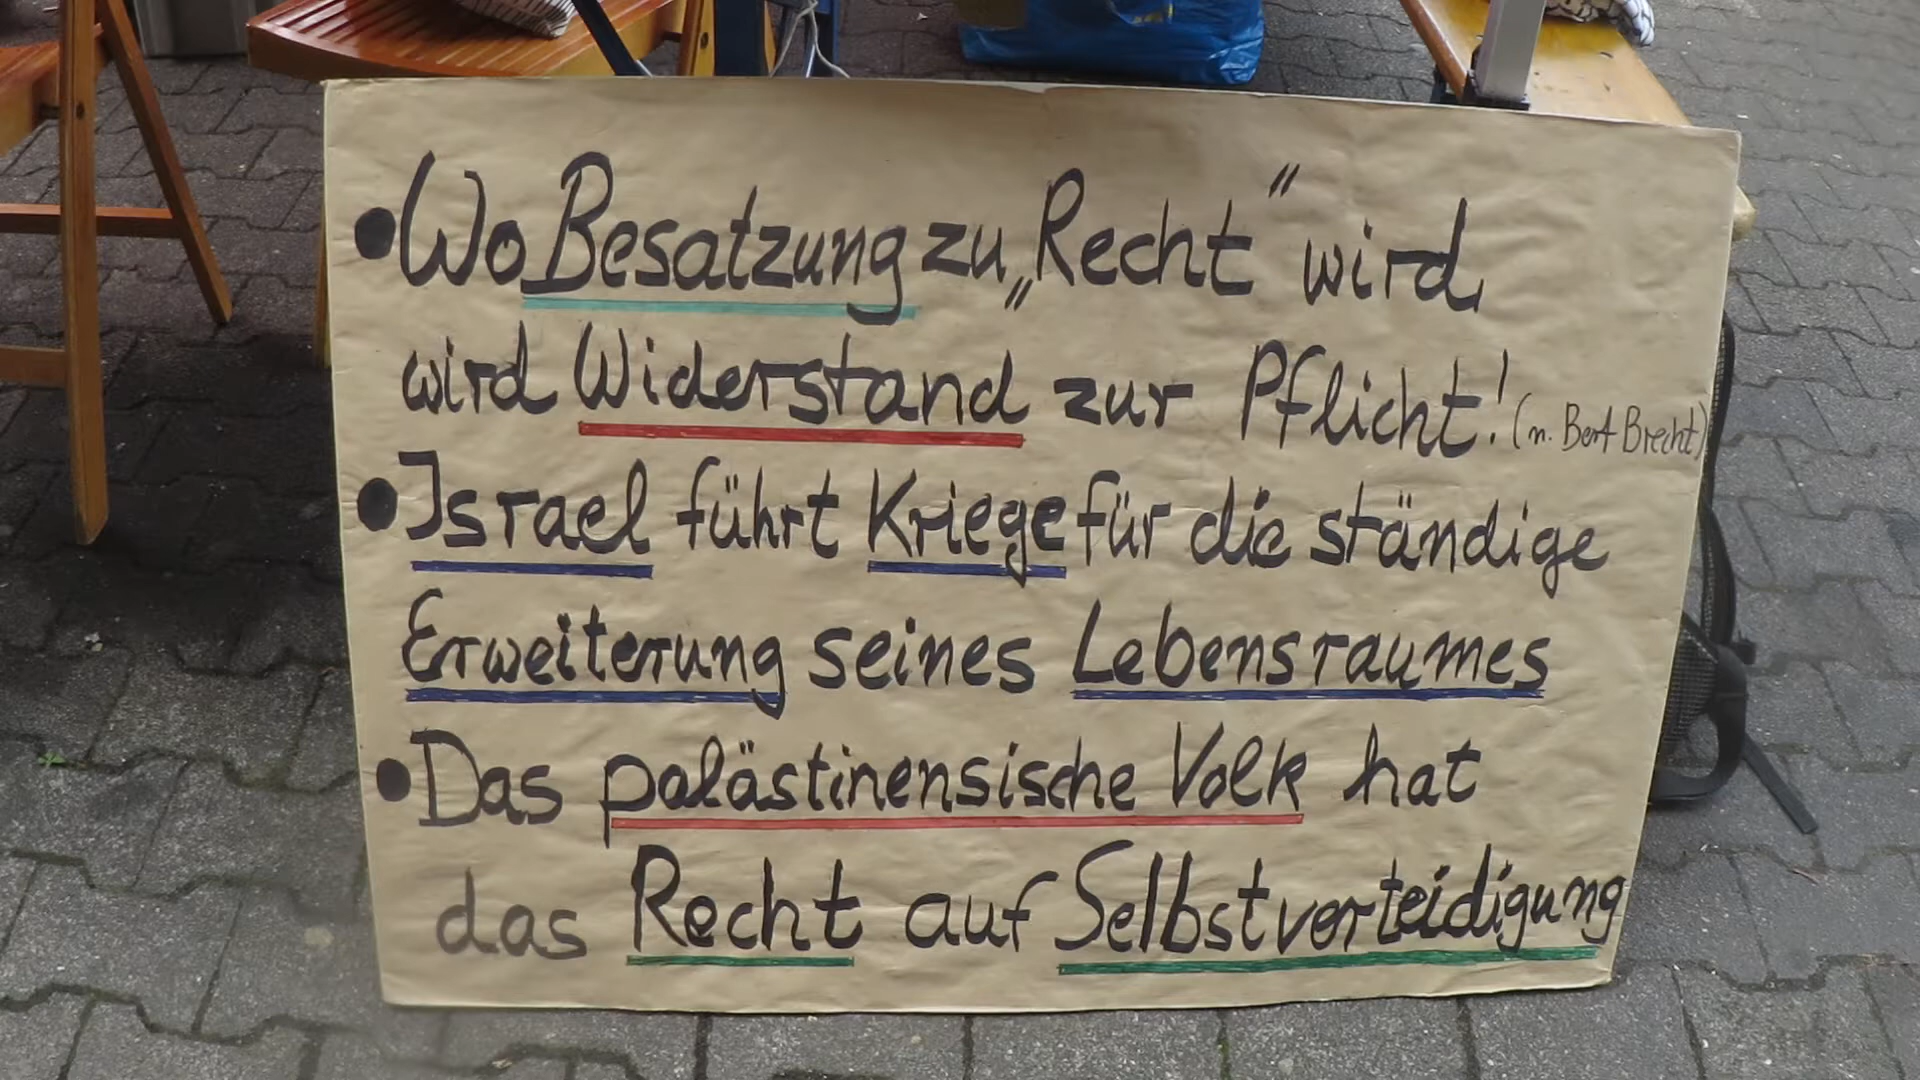 • Wo Besatzung zu „Recht" wird,
wird Widerstand zur Pflicht! (n. Bert Brecht)
• Israel führt Kriege für die ständige
Erweiterung seines Lebensraumes
• Das palästinensische Volk hat
das Recht auf Selbstverteidigung